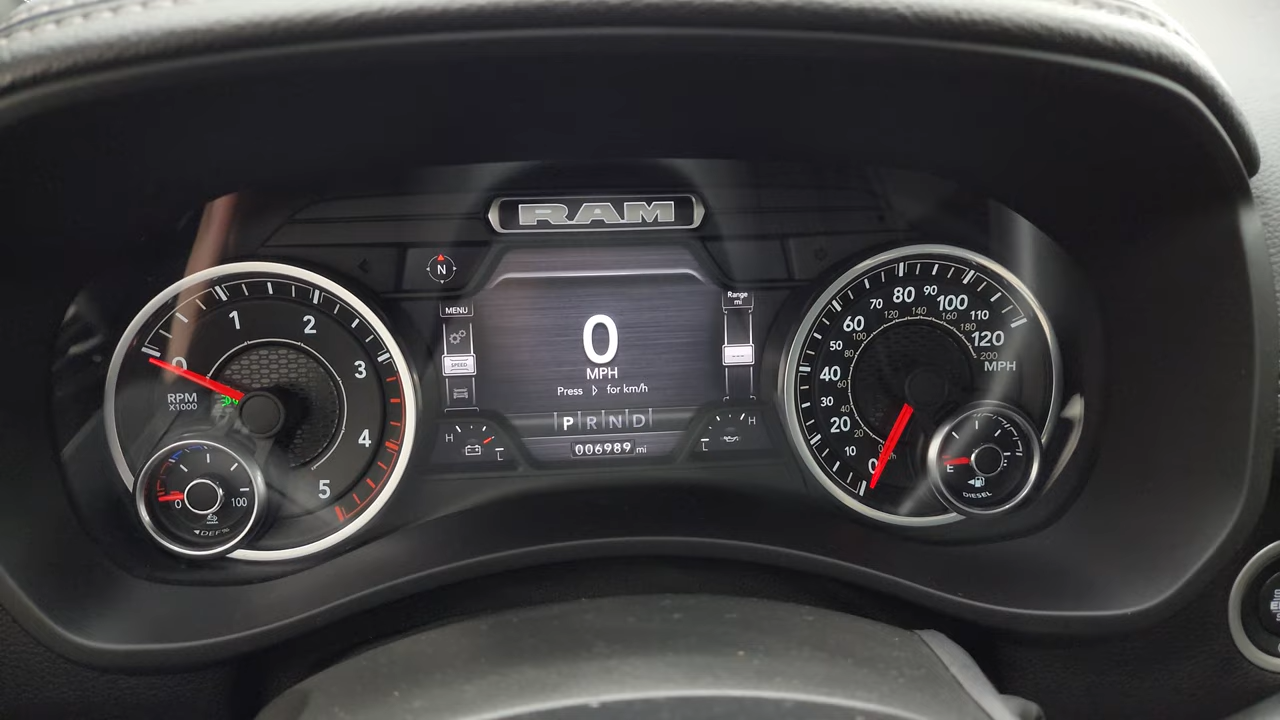 RAM
N
MENU
SPEED
Range
mi
0
MPH
Press ▷ for km/h
P R N D
006989 mi
H
L
H
L
0
1
2
3
4
5
RPM
X1000
0
100
DEF
0
10
20
30
40
50
60
70
80
90
100
110
120
MPH
20
40
60
80
100
120
140
160
180
200
E
DIESEL